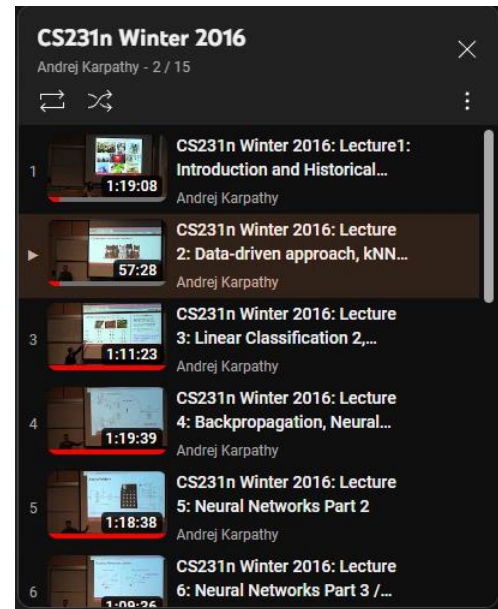 CS231n Winter 2016
Andrej Karpathy - 2 / 15
1
1:19:08
CS231n Winter 2016: Lecture1:
Introduction and Historical...
Andrej Karpathy
57:28
CS231n Winter 2016: Lecture
2: Data-driven approach, kNN...
Andrej Karpathy
3
1:11:23
CS231n Winter 2016: Lecture
3: Linear Classification 2,...
Andrej Karpathy
4
1:19:39
CS231n Winter 2016: Lecture
4: Backpropagation, Neural...
Andrej Karpathy
5
1:18:38
CS231n Winter 2016: Lecture
5: Neural Networks Part 2
Andrej Karpathy
6
1:09:36
CS231n Winter 2016: Lecture
6: Neural Networks Part 3 /...